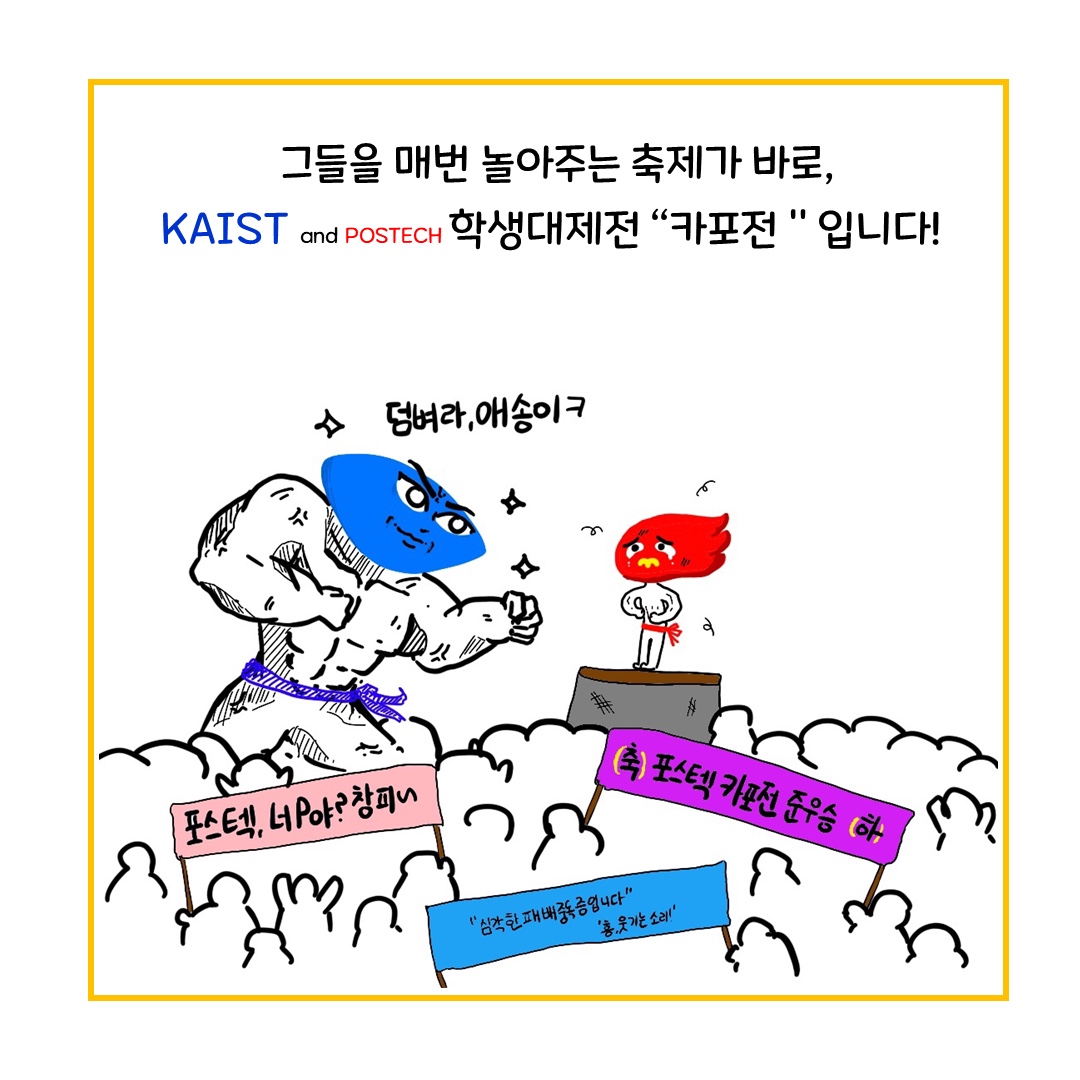 그들을 매번 놀아주는 축제가 바로,
KAIST and POSTECH 학생대제전 “카포전 " 입니다!
덤벼라,애송이ㅋ
(축) 포스텍 카포전 준우승 (하)
포스텍, 너 P야? 창피~
"심각한 패배중독증입니다"
'흥, 웃기는 소리!'